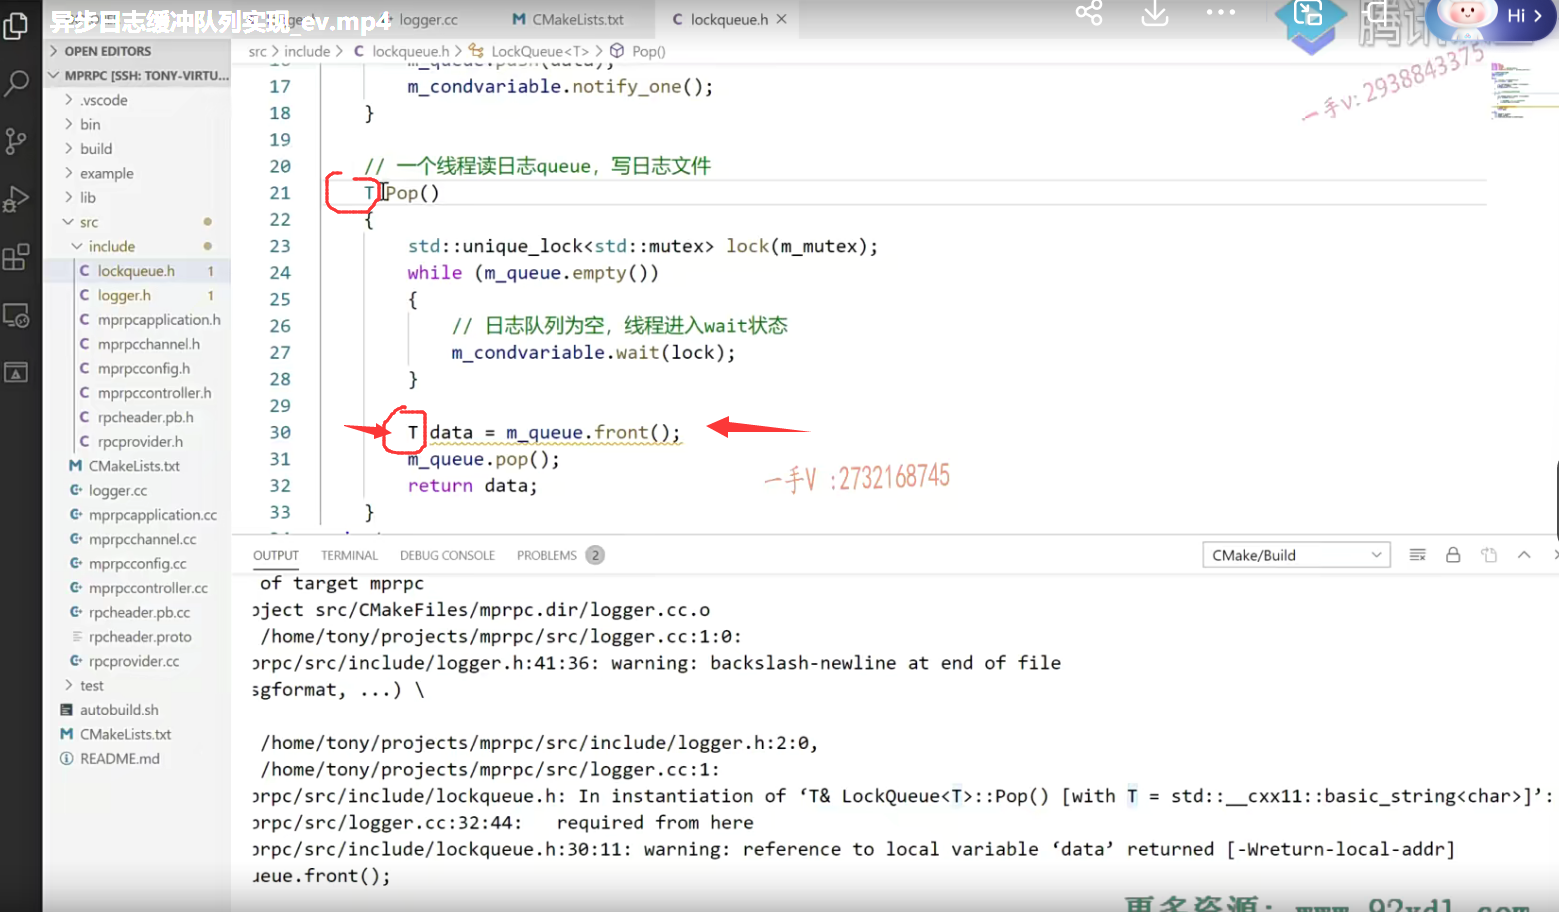 异步日志缓冲队列实现_ev.mp4
logger.cc
CMakeLists.txt
lockqueue.h
Hi
OPEN EDITORS
src > include > lockqueue.h > LockQueue<T> > Pop()
MPRPC [SSH: TONY-VIRTU...
.vscode
bin
build
example
lib
src
include
lockqueue.h 1
logger.h 1
mprpcapplication.h
mprpcchannel.h
mprpcconfig.h
mprpccontroller.h
rpcheader.pb.h
rpcprovider.h
CMakeLists.txt
logger.cc
mprpcapplication.cc
mprpcchannel.cc
mprpcconfig.cc
mprpccontroller.cc
rpcheader.pb.cc
rpcheader.proto
rpcprovider.cc
test
autobuild.sh
CMakeLists.txt
README.md
m_queue.push(data);
17 m_condvariable.notify_one();
18 }
19
20 // 一个线程读日志queue，写日志文件
21 T Pop()
22 {
23 std::unique_lock<std::mutex> lock(m_mutex);
24 while (m_queue.empty())
25 {
26 // 日志队列为空，线程进入wait状态
27 m_condvariable.wait(lock);
28 }
29
30 T data = m_queue.front();
31 m_queue.pop();
32 return data;
33 }
一手v: 2938843375
一手V :2732168745
OUTPUT TERMINAL DEBUG CONSOLE PROBLEMS 2 CMake/Build
of target mprpc
bject src/CMakeFiles/mprpc.dir/logger.cc.o
/home/tony/projects/mprpc/src/logger.cc:1:0:
prpc/src/include/logger.h:41:36: warning: backslash-newline at end of file
sgformat, ...) \
/home/tony/projects/mprpc/src/include/logger.h:2:0,
/home/tony/projects/mprpc/src/logger.cc:1:
prpc/src/include/lockqueue.h: In instantiation of ‘T& LockQueue<T>::Pop() [with T = std::__cxx11::basic_string<char>]’:
prpc/src/logger.cc:32:44: required from here
prpc/src/include/lockqueue.h:30:11: warning: reference to local variable ‘data’ returned [-Wreturn-local-addr]
ueue.front();